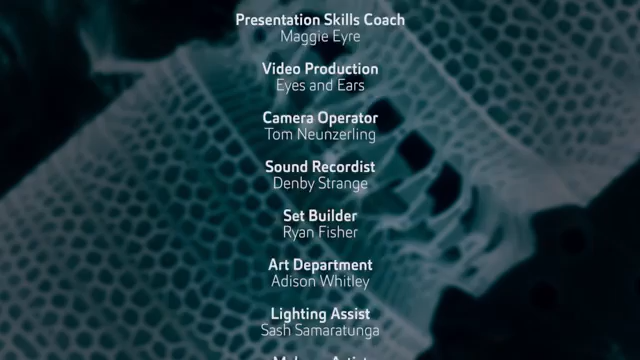 Presentation Skills Coach
Maggie Eyre
Video Production
Eyes and Ears
Camera Operator
Tom Neunzerling
Sound Recordist
Denby Strange
Set Builder
Ryan Fisher
Art Department
Adison Whitley
Lighting Assist
Sash Samaratunga